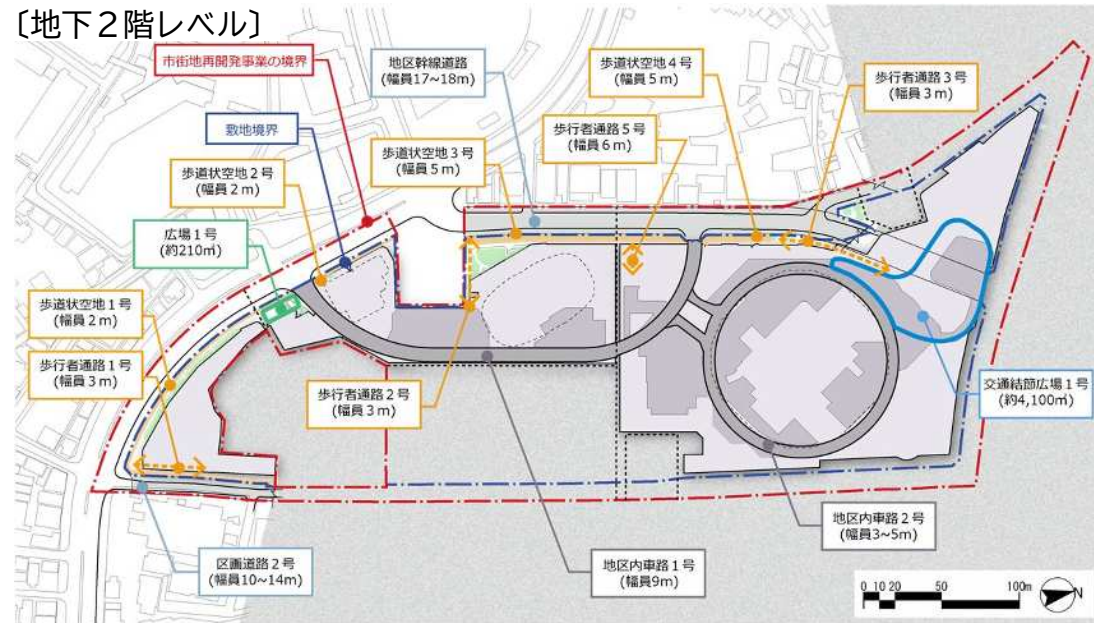 〔地下２階レベル〕
市街地再開発事業の境界
地区幹線道路
(幅員17~18m)
歩道状空地４号
(幅員５m)
歩行者通路３号
(幅員３m)
敷地境界
歩行者通路５号
(幅員６m)
歩道状空地３号
(幅員５m)
歩道状空地２号
(幅員２m)
広場１号
(約210㎡)
歩道状空地１号
(幅員２m)
歩行者通路１号
(幅員３m)
歩行者通路２号
(幅員３m)
交通結節広場１号
(約4,100㎡)
地区内車路２号
(幅員3~5m)
区画道路２号
(幅員10~14m)
地区内車路１号
(幅員9m)
0 10 20 50 100m
N